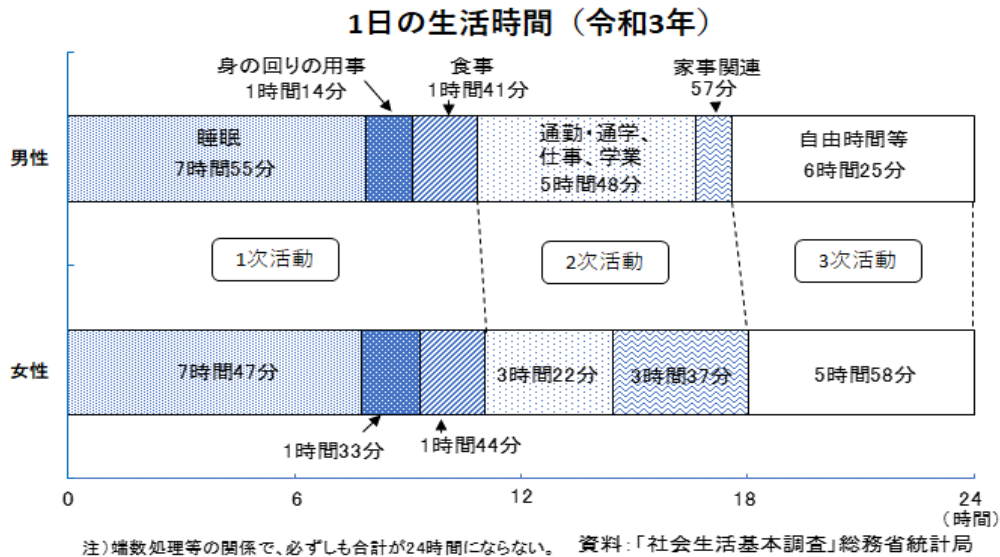 1日の生活時間（令和3年）
身の回りの用事
1時間14分
食事
1時間41分
家事関連
57分
男性
睡眠
7時間55分
通勤・通学、
仕事、学業
5時間48分
自由時間等
6時間25分
1次活動
2次活動
3次活動
女性
7時間47分
3時間22分
3時間37分
5時間58分
1時間33分
1時間44分
0
6
12
18
24
（時間）
注）端数処理等の関係で、必ずしも合計が24時間にならない。
資料：「社会生活基本調査」総務省統計局